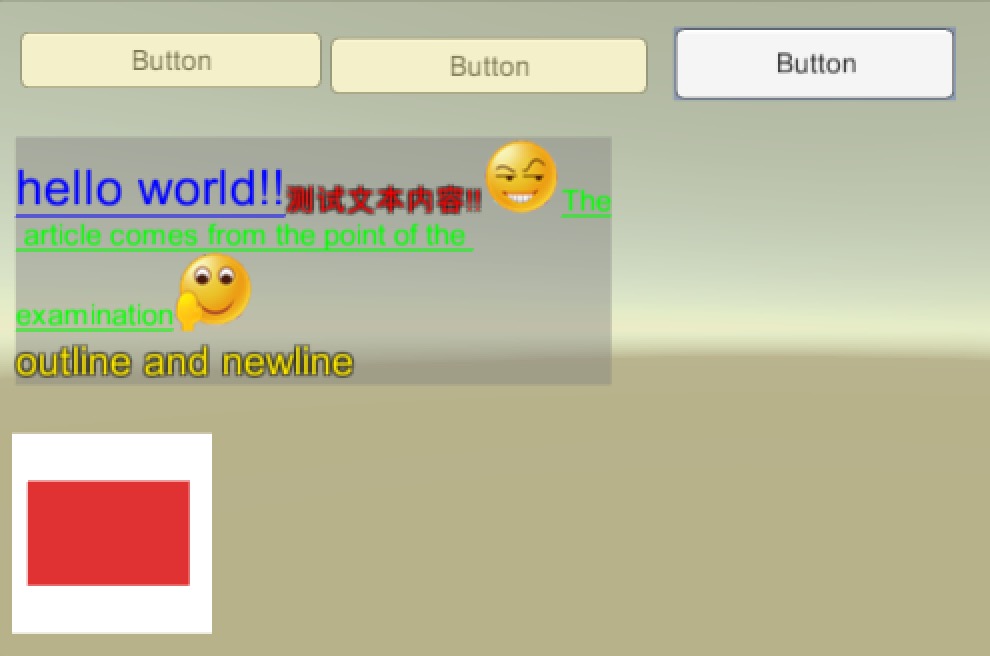 Button
Button
Button
hello world!!测试文本内容!! The
article comes from the point of the
examination
outline and newline